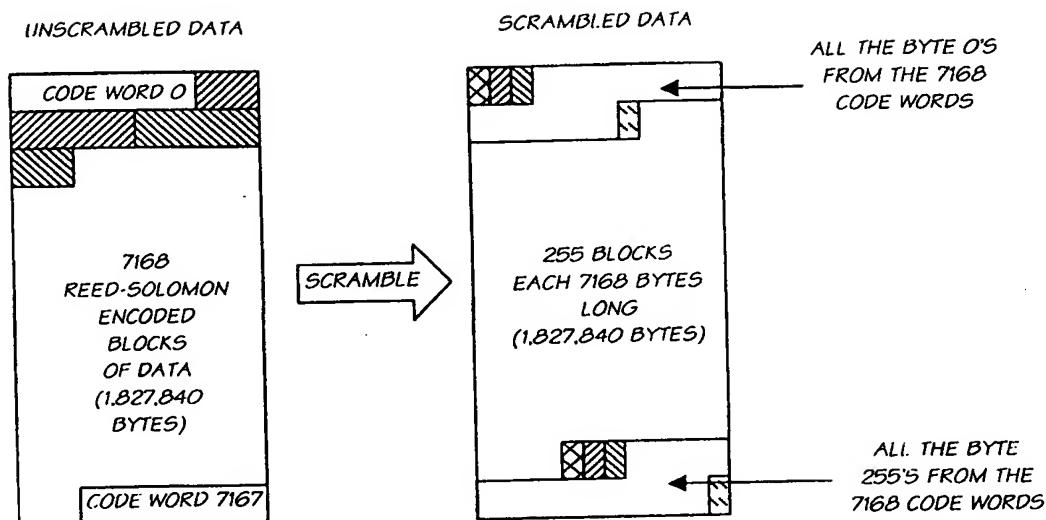 UNSCRAMBLED DATA
CODE WORD 0
7168
REED-SOLOMON
ENCODED
BLOCKS
OF DATA
(1,827,840
BYTES)
CODE WORD 7167
SCRAMBLE
SCRAMBLED DATA
255 BLOCKS
EACH 7168 BYTES
LONG
(1,827,840 BYTES)
ALL THE BYTE 0'S
FROM THE 7168
CODE WORDS
ALL THE BYTE
255'S FROM THE
7168 CODE WORDS